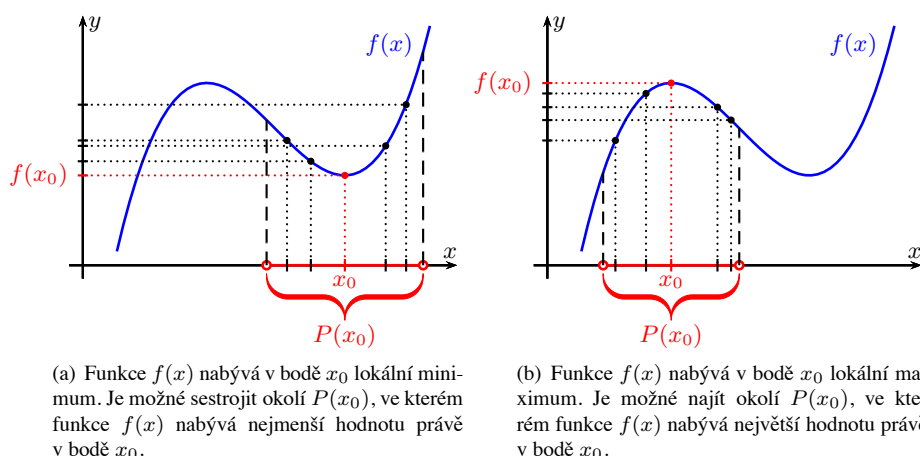 y
f(x)
f(x₀)
x
x₀
P(x₀)
(a) Funkce f(x) nabývá v bodě x₀ lokální mini-
mum. Je možné sestrojit okolí P(x₀), ve kterém
funkce f(x) nabývá nejmenší hodnotu právě
v bodě x₀.
y
f(x)
f(x₀)
x
x₀
P(x₀)
(b) Funkce f(x) nabývá v bodě x₀ lokální ma-
ximum. Je možné najít okolí P(x₀), ve kte-
rém funkce f(x) nabývá největší hodnotu právě
v bodě x₀.